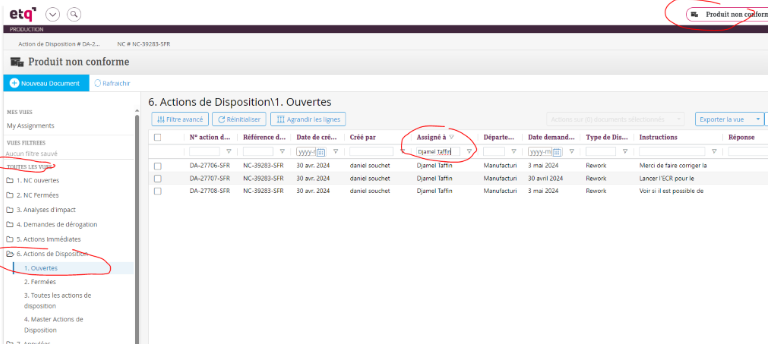 etq
Produit non conforme
PRODUCTION
Action de Disposition # DA-2... NC # NC-39283-SFR
Produit non conforme
Nouveau Document Rafraichir
MES VUES
My Assignments
VUES FILTREES
Aucun filtre sauvé
TOUTES LES VUES
1. NC ouvertes
2. NC Fermées
3. Analyses d'impact
4. Demandes de dérogation
5. Actions Immédiates
6. Actions de Disposition
1. Ouvertes
2. Fermées
3. Toutes les actions de
disposition
4. Master Actions de
Disposition
6. Actions de Disposition\1. Ouvertes
Filtre avancé Réinitialiser Agrandir les lignes Exporter la vue
N° action d... Référence d... Date de cré... Créé par Assigné à Départe... Date demand... Type de Dis... Instructions Réponse
yyyy-( Djamel Taffin yyyy-m
DA-27706-SFR NC-39283-SFR 30 avr. 2024 daniel souchet Djamel Taffin Manufacturi 3 mai 2024 Rework Merci de faire corriger le
DA-27707-SFR NC-39283-SFR 30 avr. 2024 daniel souchet Djamel Taffin Manufacturi 30 avril 2024 Rework Lancer l'ECR pour le
DA-27708-SFR NC-39283-SFR 30 avr. 2024 daniel souchet Djamel Taffin Manufacturi 3 mai 2024 Rework Voir si il est possible de